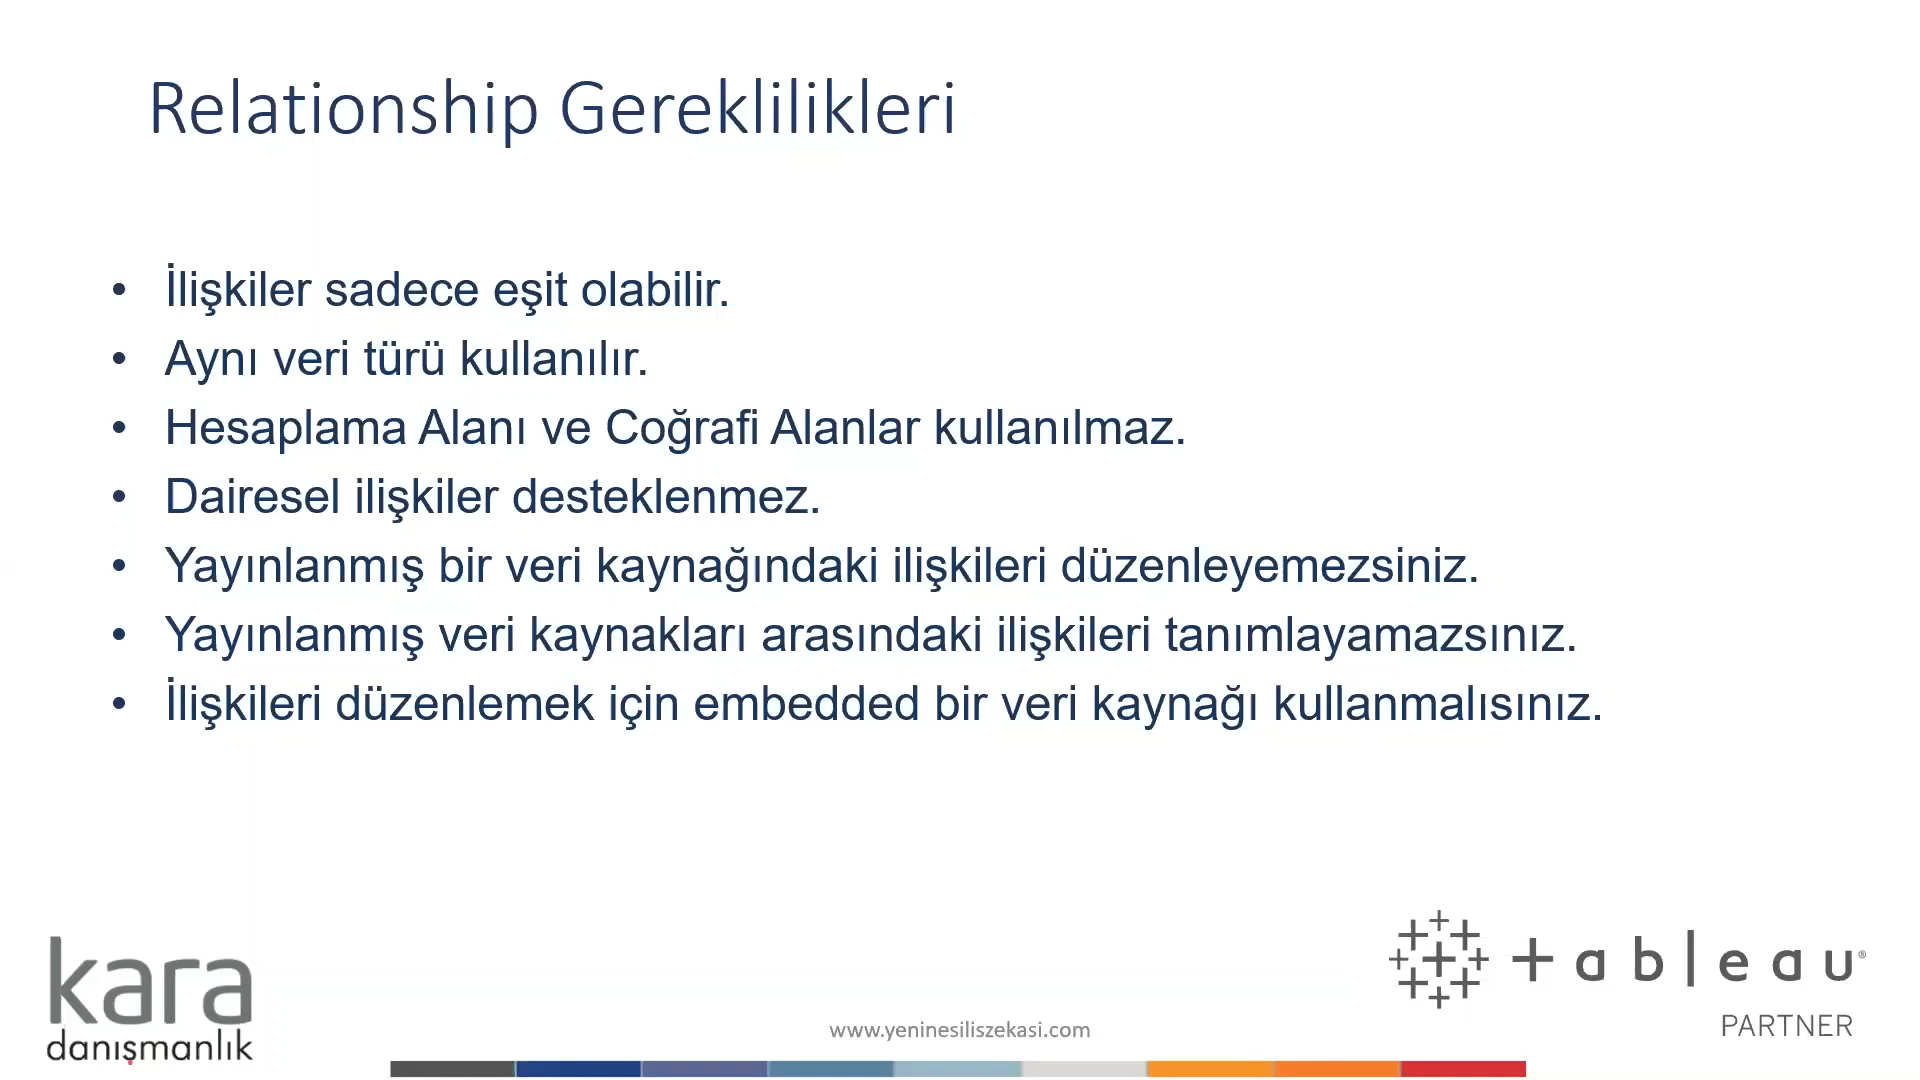 Relationship Gereklilikleri
• İlişkiler sadece eşit olabilir.
• Aynı veri türü kullanılır.
• Hesaplama Alanı ve Coğrafi Alanlar kullanılmaz.
• Dairesel ilişkiler desteklenmez.
• Yayınlanmış bir veri kaynağındaki ilişkileri düzenleyemezsiniz.
• Yayınlanmış veri kaynakları arasındaki ilişkileri tanımlayamazsınız.
• İlişkileri düzenlemek için embedded bir veri kaynağı kullanmalısınız.
kara
danışmanlık
www.yeninesiliszekasi.com
+ableau®
PARTNER